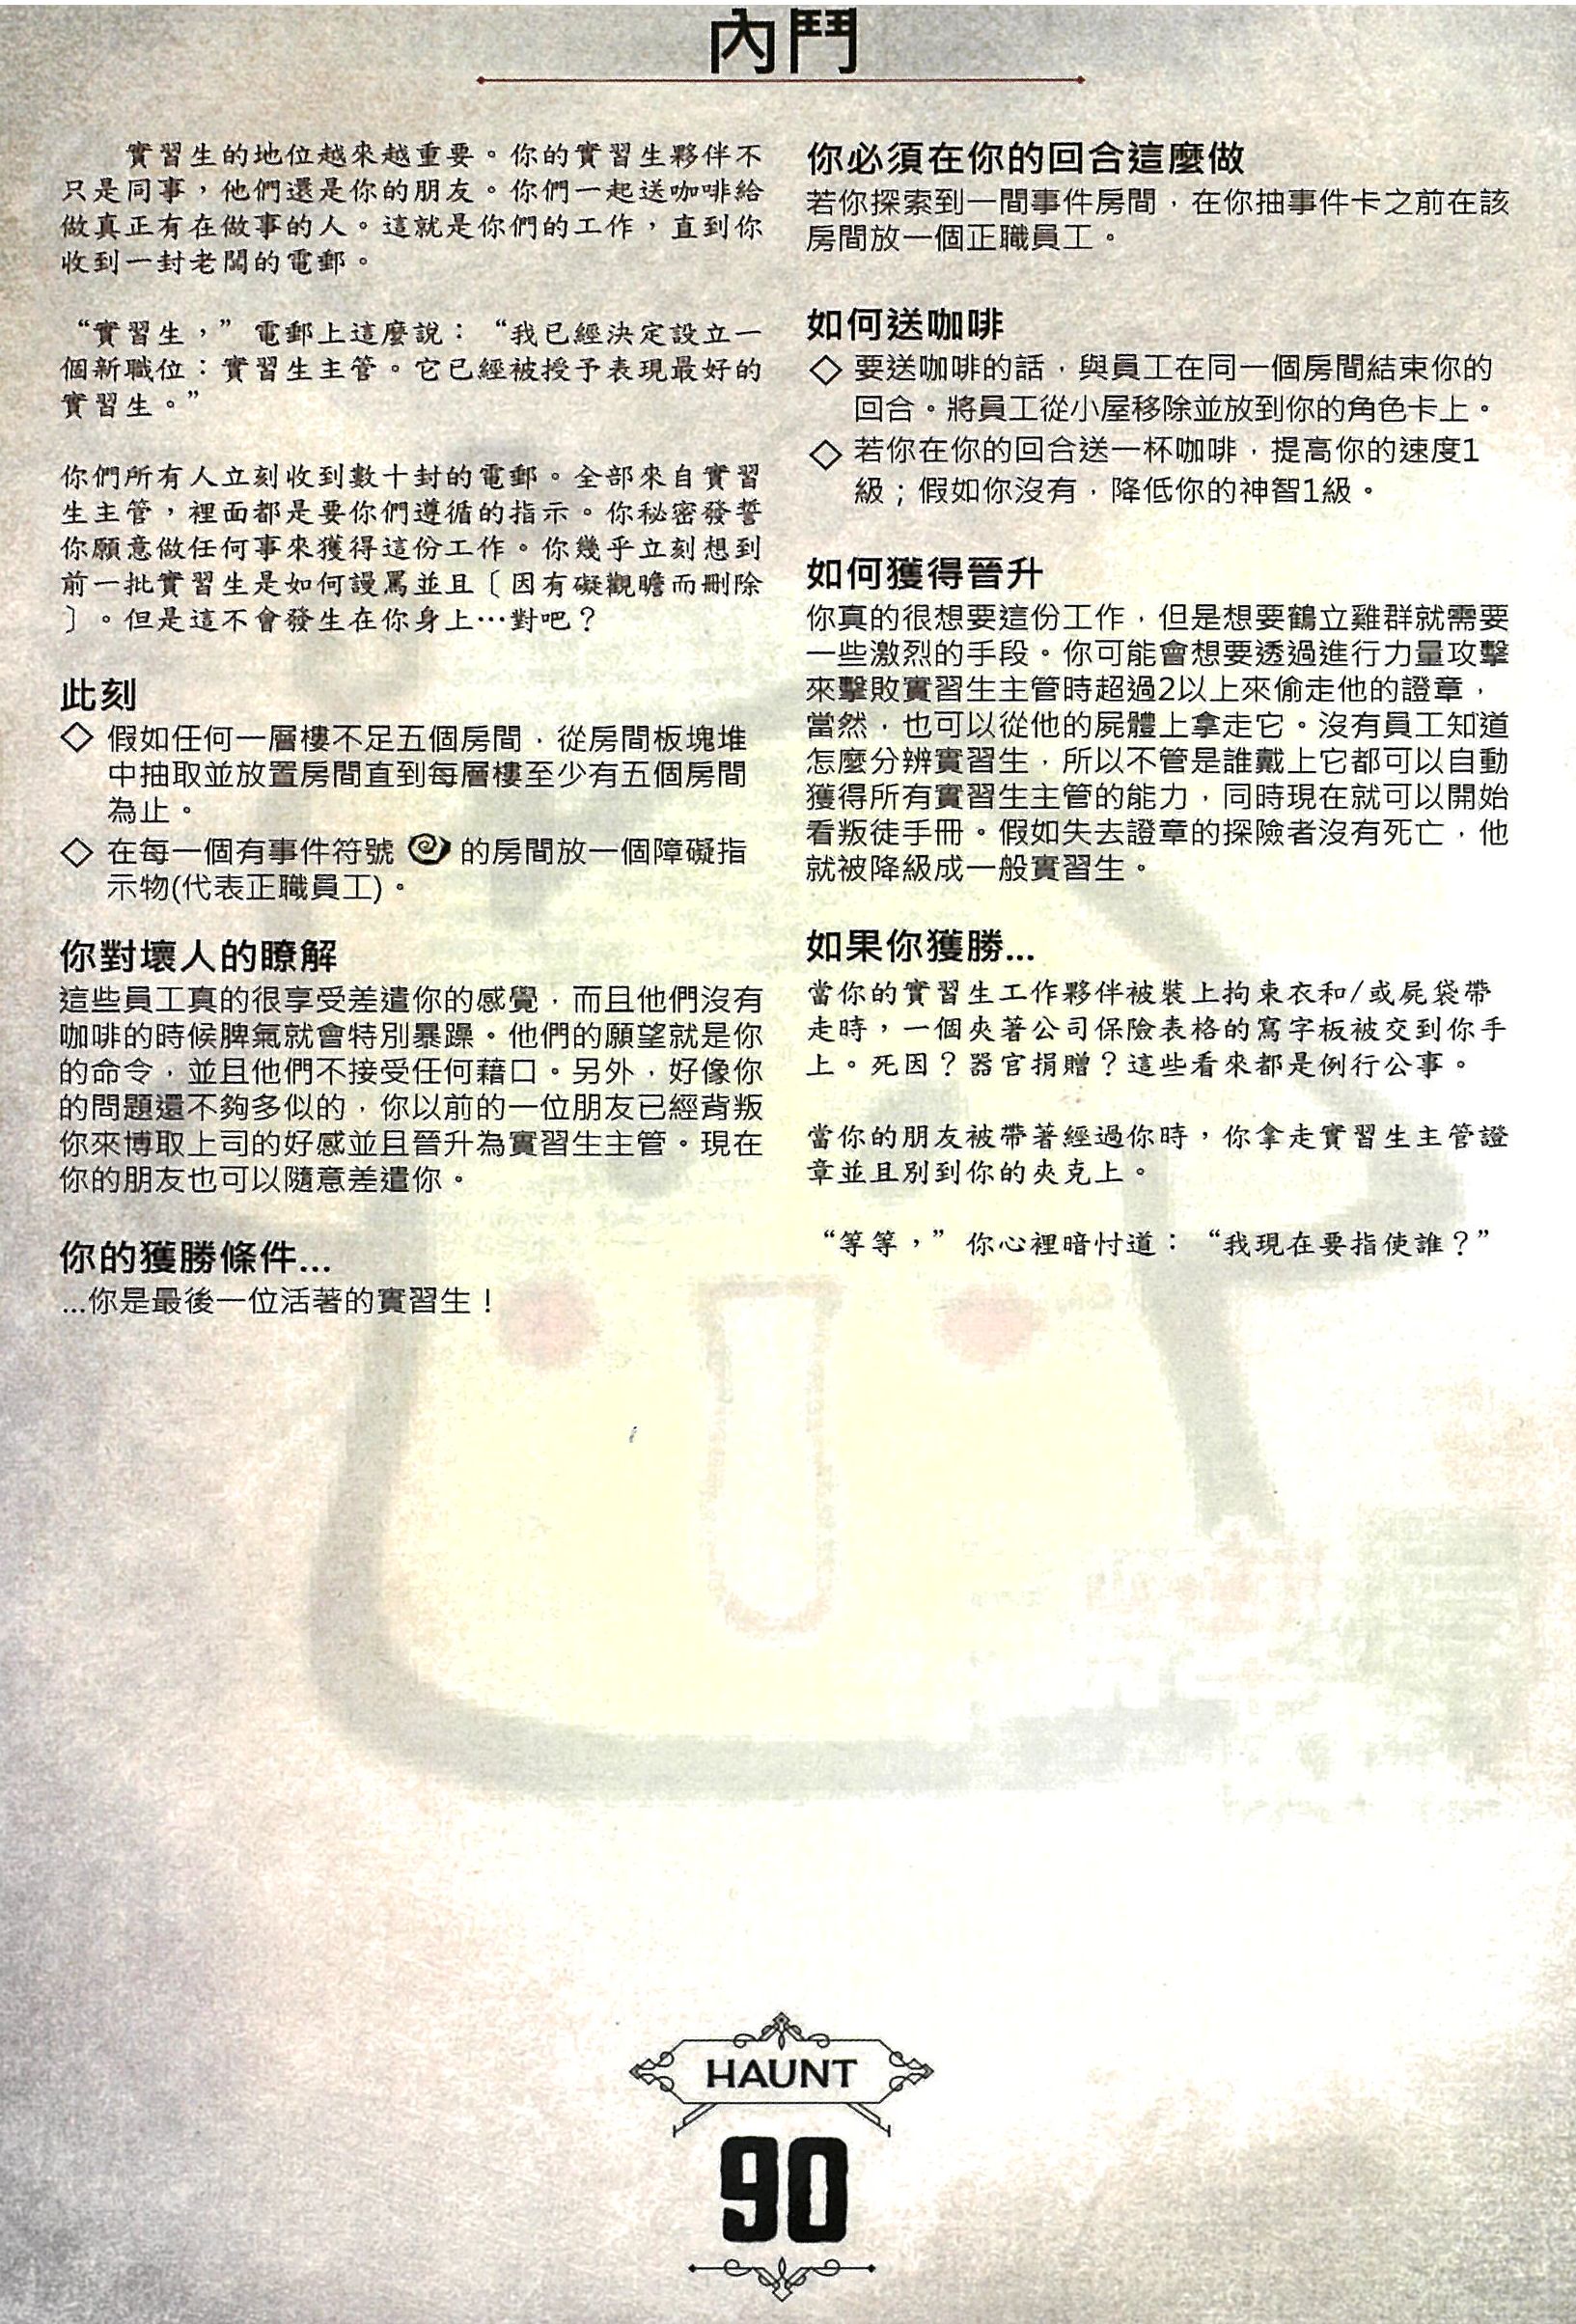 內鬥
實習生的地位越來越重要。你的實習生夥伴不
只是同事，他們還是你的朋友。你們一起送咖啡給
做真正有在做事的人。這就是你們的工作，直到你
收到一封老闆的電郵。
“實習生，”電郵上這麼說：“我已經決定設立一
個新職位：實習生主管。它已經被授予表現最好的
實習生。”
你們所有人立刻收到數十封的電郵。全部來自實習
生主管，裡面都是要你們遵循的指示。你秘密發誓
你願意做任何事來獲得這份工作。你幾乎立刻想到
前一批實習生是如何謾罵並且〔因有礙觀瞻而刪除
〕。但是這不會發生在你身上…對吧？
此刻
◇ 假如任何一層樓不足五個房間，從房間板塊堆
中抽取並放置房間直到每層樓至少有五個房間
為止。
◇ 在每一個有事件符號 的房間放一個障礙指
示物(代表正職員工)。
你對壞人的瞭解
這些員工真的很享受差遣你的感覺，而且他們沒有
咖啡的時候脾氣就會特別暴躁。他們的願望就是你
的命令，並且他們不接受任何藉口。另外，好像你
的問題還不夠多似的，你以前的一位朋友已經背叛
你來博取上司的好感並且晉升為實習生主管。現在
你的朋友也可以隨意差遣你。
你的獲勝條件...
...你是最後一位活著的實習生！
你必須在你的回合這麼做
若你探索到一間事件房間，在你抽事件卡之前在該
房間放一個正職員工。
如何送咖啡
◇ 要送咖啡的話，與員工在同一個房間結束你的
回合。將員工從小屋移除並放到你的角色卡上。
◇ 若你在你的回合送一杯咖啡，提高你的速度1
級；假如你沒有，降低你的神智1級。
如何獲得晉升
你真的很想要這份工作，但是想要鶴立雞群就需要
一些激烈的手段。你可能會想要透過進行力量攻擊
來擊敗實習生主管時超過2以上來偷走他的證章，
當然，也可以從他的屍體上拿走它。沒有員工知道
怎麼分辨實習生，所以不管是誰戴上它都可以自動
獲得所有實習生主管的能力，同時現在就可以開始
看叛徒手冊。假如失去證章的探險者沒有死亡，他
就被降級成一般實習生。
如果你獲勝...
當你的實習生工作夥伴被裝上拘束衣和/或屍袋帶
走時，一個夾著公司保險表格的寫字板被交到你手
上。死因？器官捐贈？這些看來都是例行公事。
當你的朋友被帶著經過你時，你拿走實習生主管證
章並且別到你的夾克上。
“等等，”你心裡暗忖道：“我現在要指使誰？”
HAUNT
90